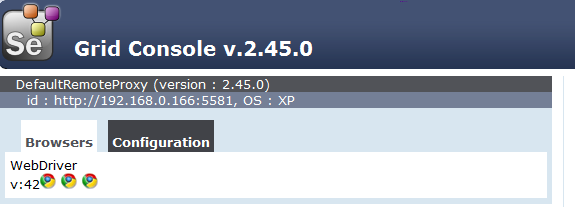 Se
Grid Console v.2.45.0
DefaultRemoteProxy (version : 2.45.0)
id : http://192.168.0.166:5581, OS : XP
Browsers Configuration
WebDriver
v:42